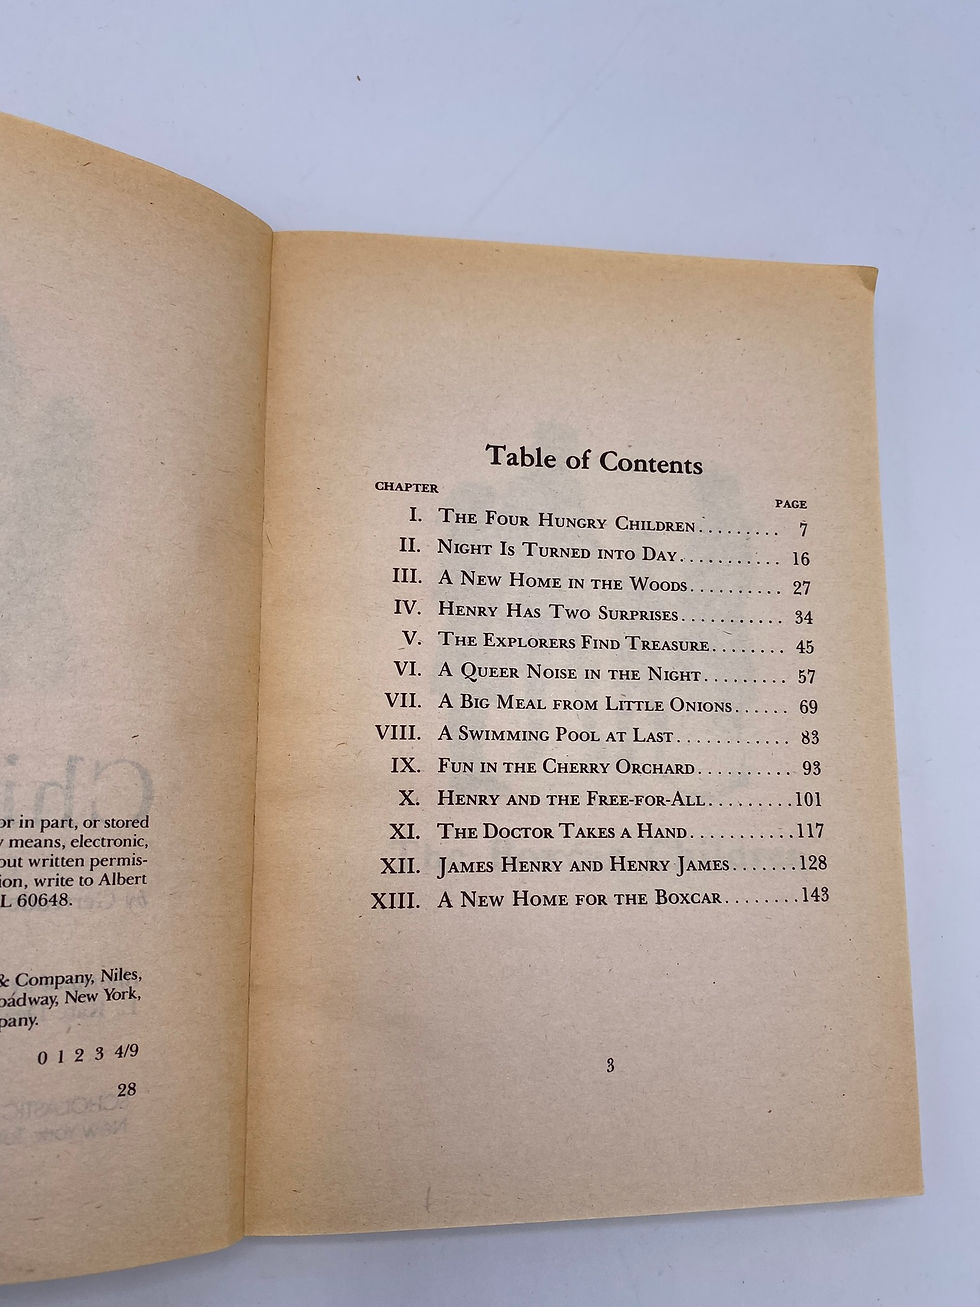 or in part, or stored
means, electronic,
out written permis-
ion, write to Albert
L 60648.
& Company, Niles,
oadway, New York,
pany.
0 1 2 3 4/9
28
Table of Contents
CHAPTER
PAGE
I. THE FOUR HUNGRY CHILDREN......... 7
II. NIGHT IS TURNED INTO DAY........... 16
III. A NEW HOME IN THE WOODS.......... 27
IV. HENRY HAS TWO SURPRISES........... 34
V. THE EXPLORERS FIND TREASURE........ 45
VI. A QUEER NOISE IN THE NIGHT......... 57
VII. A BIG MEAL FROM LITTLE ONIONS...... 69
VIII. A SWIMMING POOL AT LAST............ 83
IX. FUN IN THE CHERRY ORCHARD.......... 93
X. HENRY AND THE FREE-FOR-ALL.........101
XI. THE DOCTOR TAKES A HAND...........117
XII. JAMES HENRY AND HENRY JAMES.......128
XIII. A NEW HOME FOR THE BOXCAR........143
3